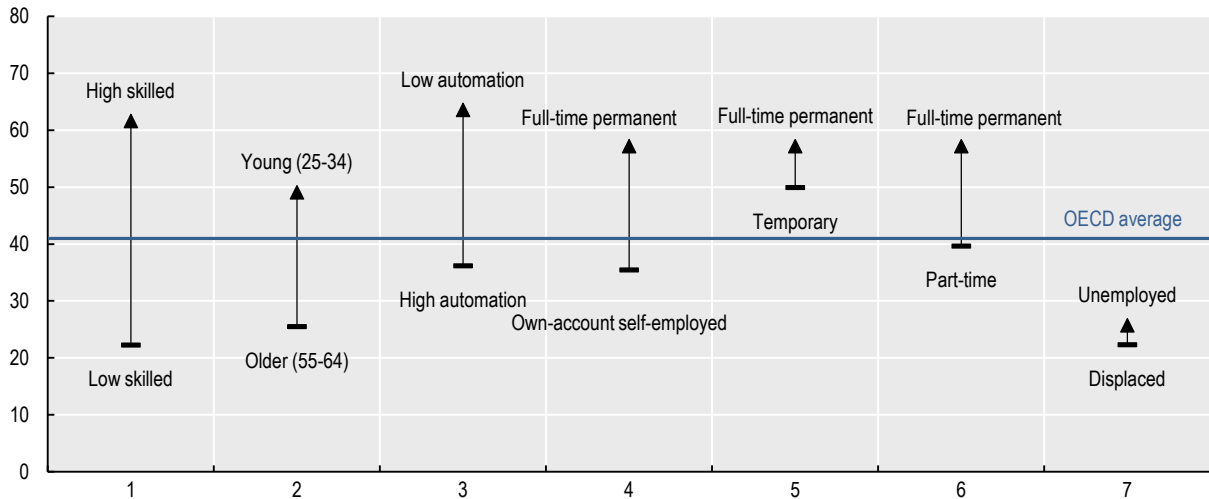 80
70
60
50
40
30
20
10
0
High skilled
Low skilled
Young (25-34)
Older (55-64)
Low automation
High automation
Full-time permanent
Own-account self-employed
Full-time permanent
Temporary
Full-time permanent
Part-time
OECD average
Unemployed
Displaced
1 2 3 4 5 6 7